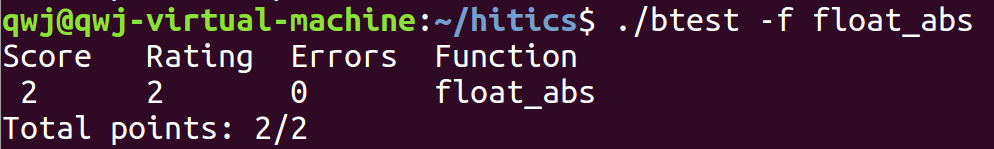 qwj@qwj-virtual-machine:~/hitics$ ./btest -f float_abs
Score   Rating  Errors  Function
 2       2       0       float_abs
Total points: 2/2